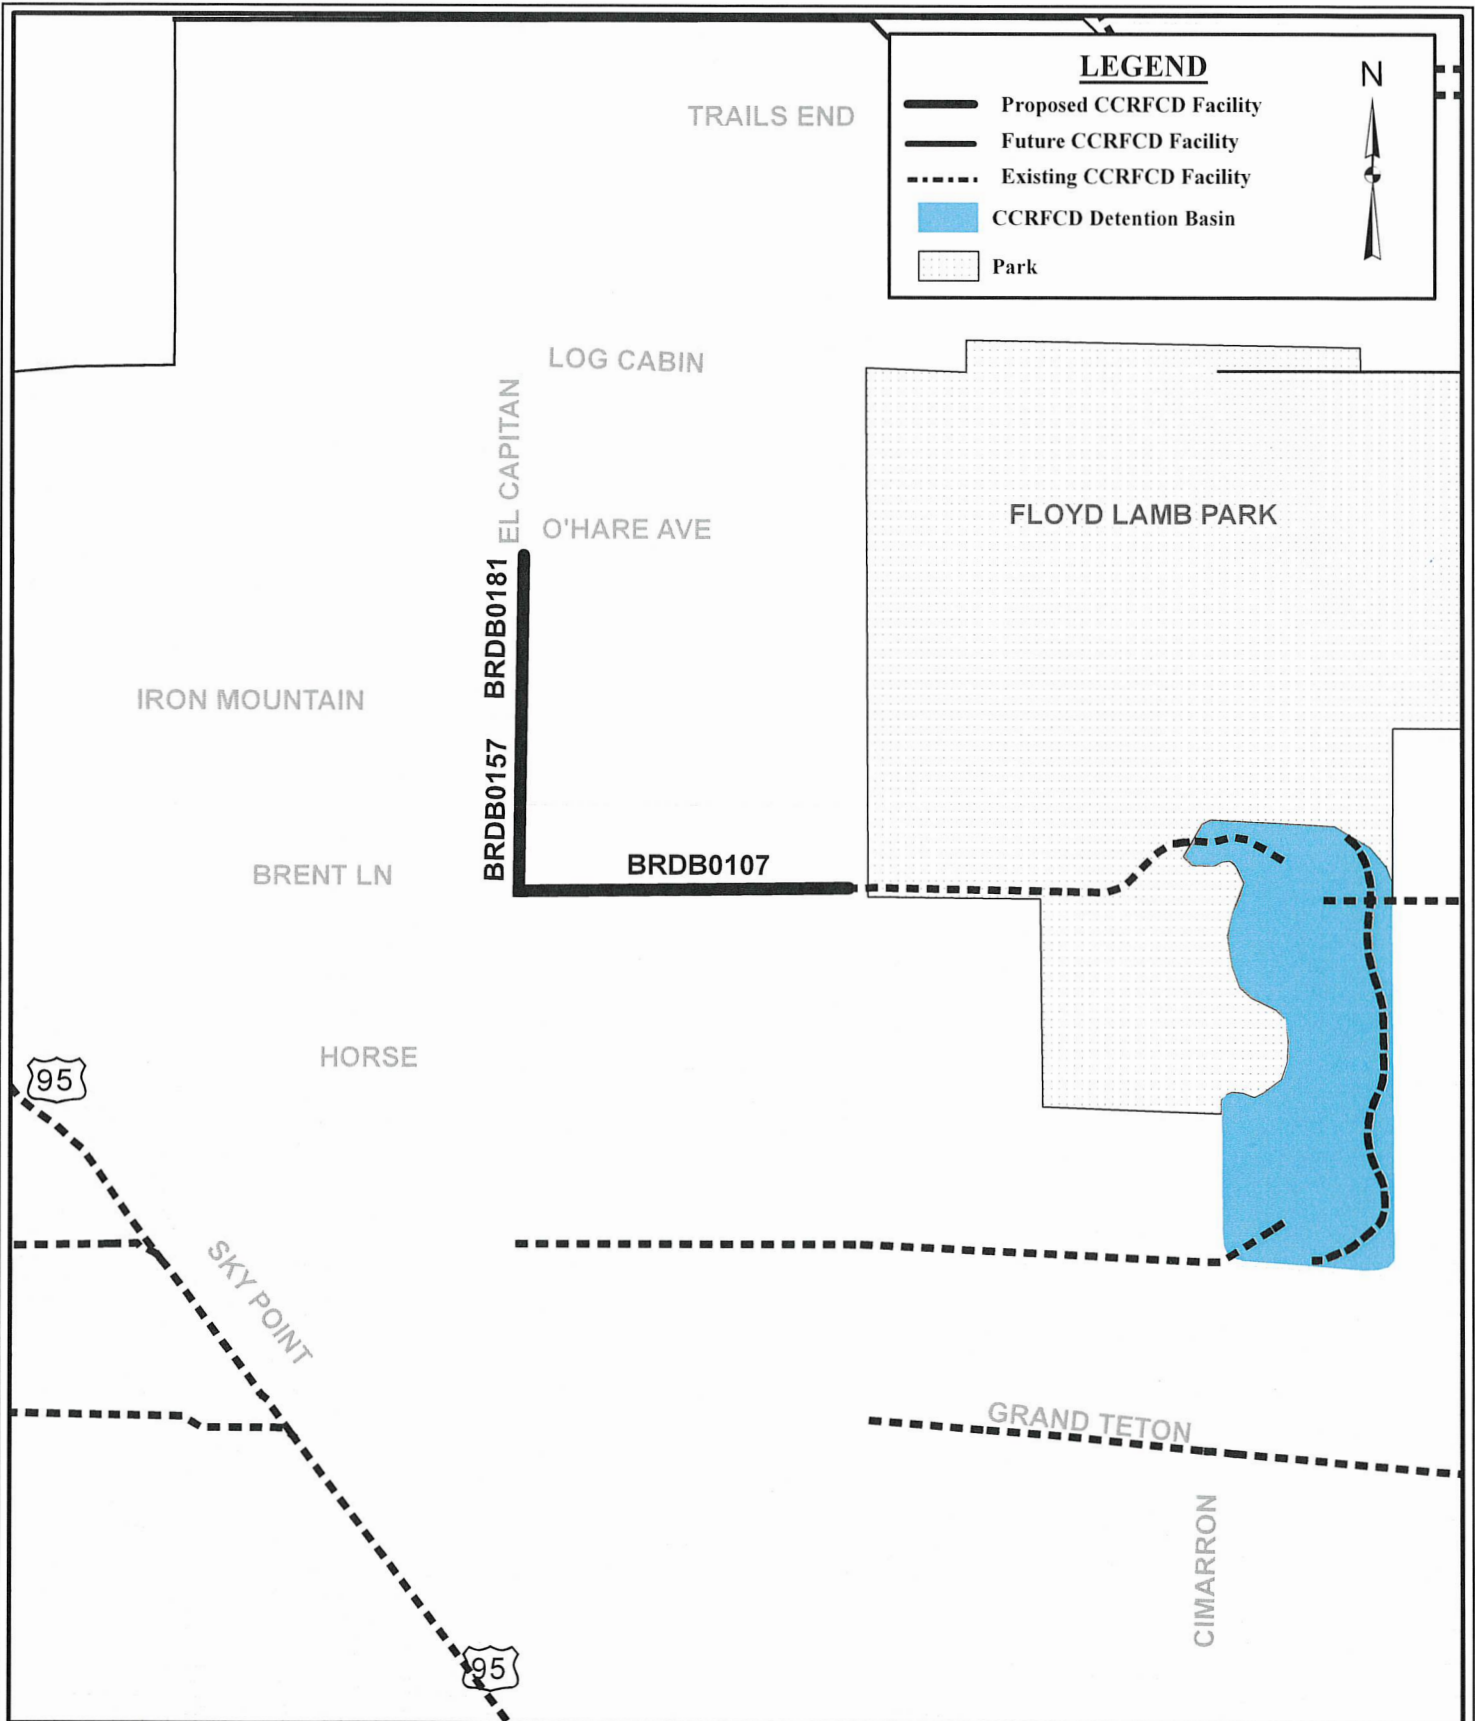 LEGEND
N
Proposed CCRFCD Facility
Future CCRFCD Facility
Existing CCRFCD Facility
CCRFCD Detention Basin
Park
TRAILS END
LOG CABIN
EL CAPITAN
O'HARE AVE
FLOYD LAMB PARK
BRDB0181
IRON MOUNTAIN
BRDB0157
BRENT LN
BRDB0107
HORSE
95
SKY POINT
GRAND TETON
CIMARRON
95